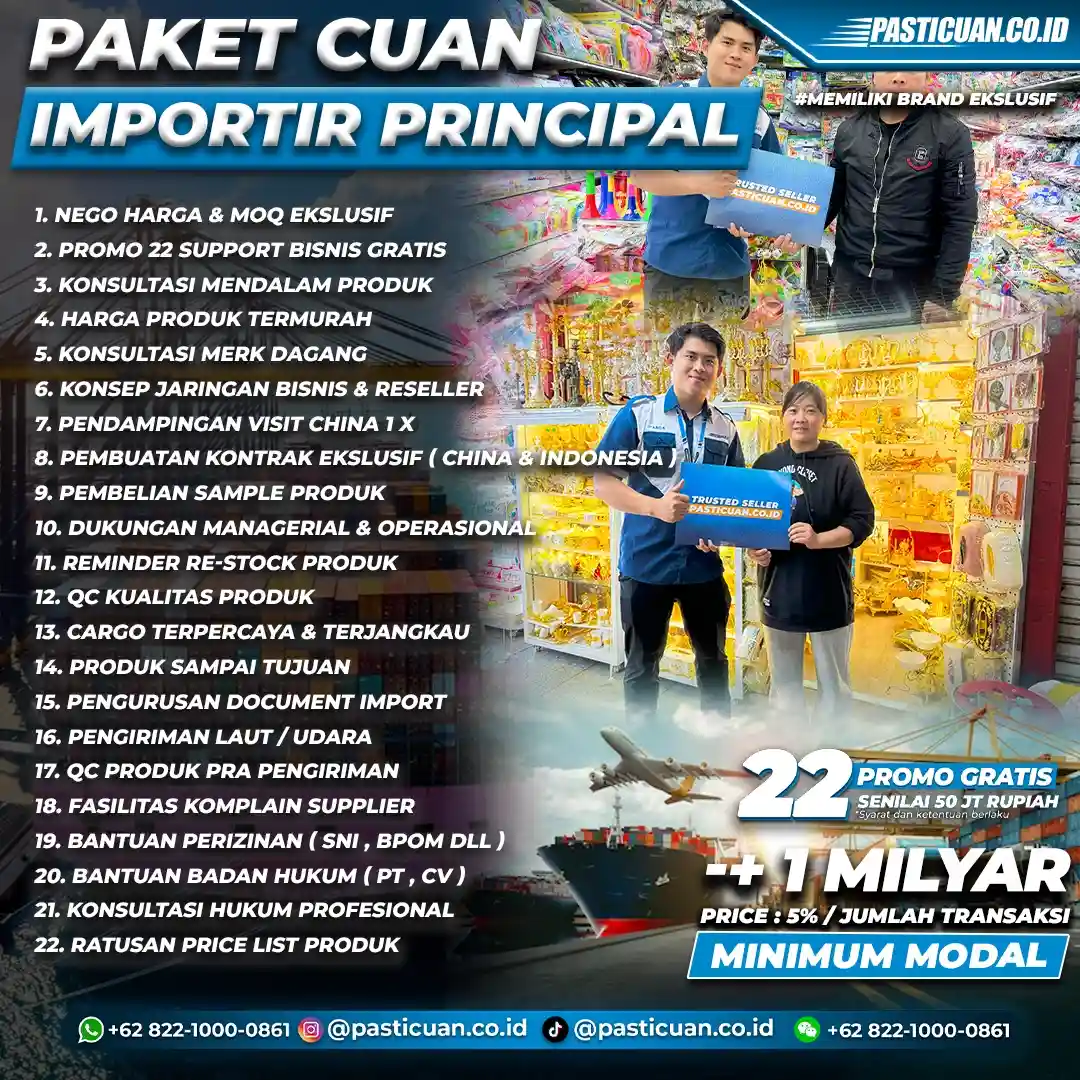 PAKET CUAN
IMPORTIR PRINCIPAL
PASTICUAN.CO.ID
#MEMILIKI BRAND EKSLUSIF
RUSTED SELLER
ASTICUAN.CO.ID
1. NEGO HARGA & MOQ EKSLUSIF
2. PROMO 22 SUPPORT BISNIS GRATIS
3. KONSULTASI MENDALAM PRODUK
4. HARGA PRODUK TERMURAH
5. KONSULTASI MERK DAGANG
6. KONSEP JARINGAN BISNIS & RESELLER
7. PENDAMPINGAN VISIT CHINA 1 X
8. PEMBUATAN KONTRAK EKSLUSIF ( CHINA & INDONESIA )
9. PEMBELIAN SAMPLE PRODUK
10. DUKUNGAN MANAGERIAL & OPERASIONAL
11. REMINDER RE-STOCK PRODUK
12. QC KUALITAS PRODUK
13. CARGO TERPERCAYA & TERJANGKAU
14. PRODUK SAMPAI TUJUAN
15. PENGURUSAN DOCUMENT IMPORT
16. PENGIRIMAN LAUT / UDARA
17. QC PRODUK PRA PENGIRIMAN
18. FASILITAS KOMPLAIN SUPPLIER
19. BANTUAN PERIZINAN ( SNI , BPOM DLL )
20. BANTUAN BADAN HUKUM ( PT , CV )
21. KONSULTASI HUKUM PROFESIONAL
22. RATUSAN PRICE LIST PRODUK
TRUSTED SELLER
PASTICUAN.CO.ID
22 PROMO GRATIS
SENILAI 50 JT RUPIAH
*Syarat dan ketentuan berlaku
-+ 1 MILYAR
PRICE : 5% / JUMLAH TRANSAKSI
MINIMUM MODAL
+62 822-1000-0861 @pasticuan.co.id @pasticuan.co.id +62 822-1000-0861